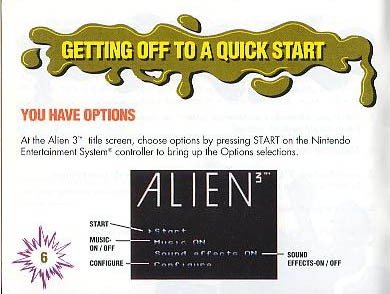 GETTING OFF TO A QUICK START
YOU HAVE OPTIONS
At the Alien 3™ title screen, choose options by pressing START on the Nintendo
Entertainment System® controller to bring up the Options selections.
ALIEN 3™
START
Start
MUSIC-
ON / OFF
Music ON
Sound effects ON
SOUND
EFFECTS-ON / OFF
CONFIGURE
Configure
6